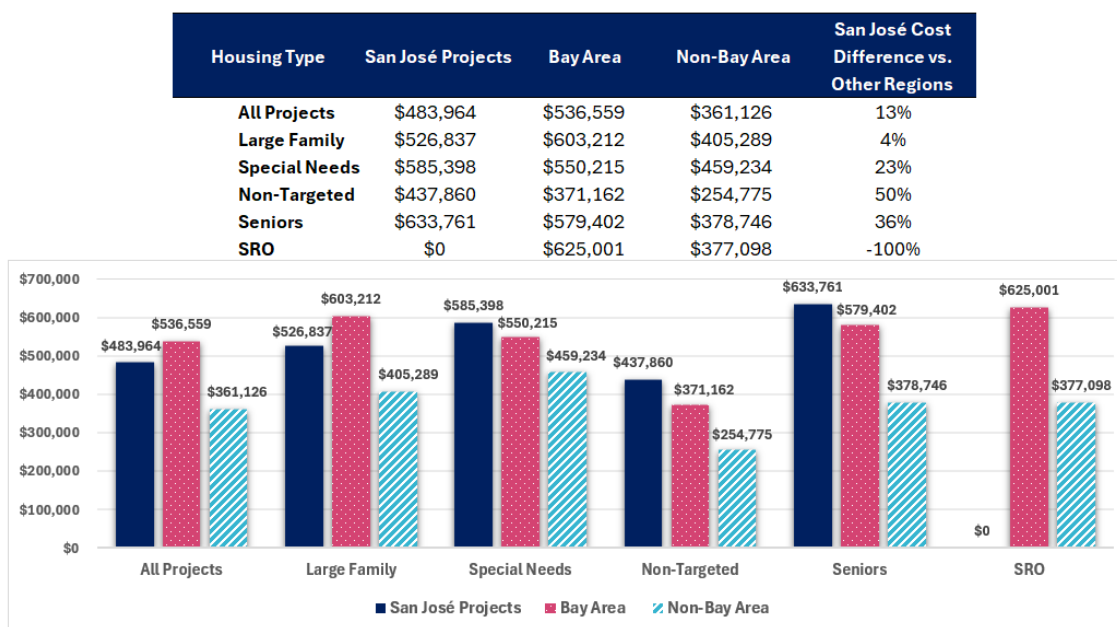 San José Cost
Housing Type San José Projects Bay Area Non-Bay Area Difference vs.
Other Regions
All Projects $483,964 $536,559 $361,126 13%
Large Family $526,837 $603,212 $405,289 4%
Special Needs $585,398 $550,215 $459,234 23%
Non-Targeted $437,860 $371,162 $254,775 50%
Seniors $633,761 $579,402 $378,746 36%
SRO $0 $625,001 $377,098 -100%
$700,000
$600,000
$500,000
$400,000
$300,000
$200,000
$100,000
$0
$483,964 $536,559 $361,126
$526,837 $603,212 $405,289
$585,398 $550,215 $459,234
$437,860 $371,162 $254,775
$633,761 $579,402 $378,746
$0 $625,001 $377,098
All Projects Large Family Special Needs Non-Targeted Seniors SRO
San José Projects Bay Area Non-Bay Area